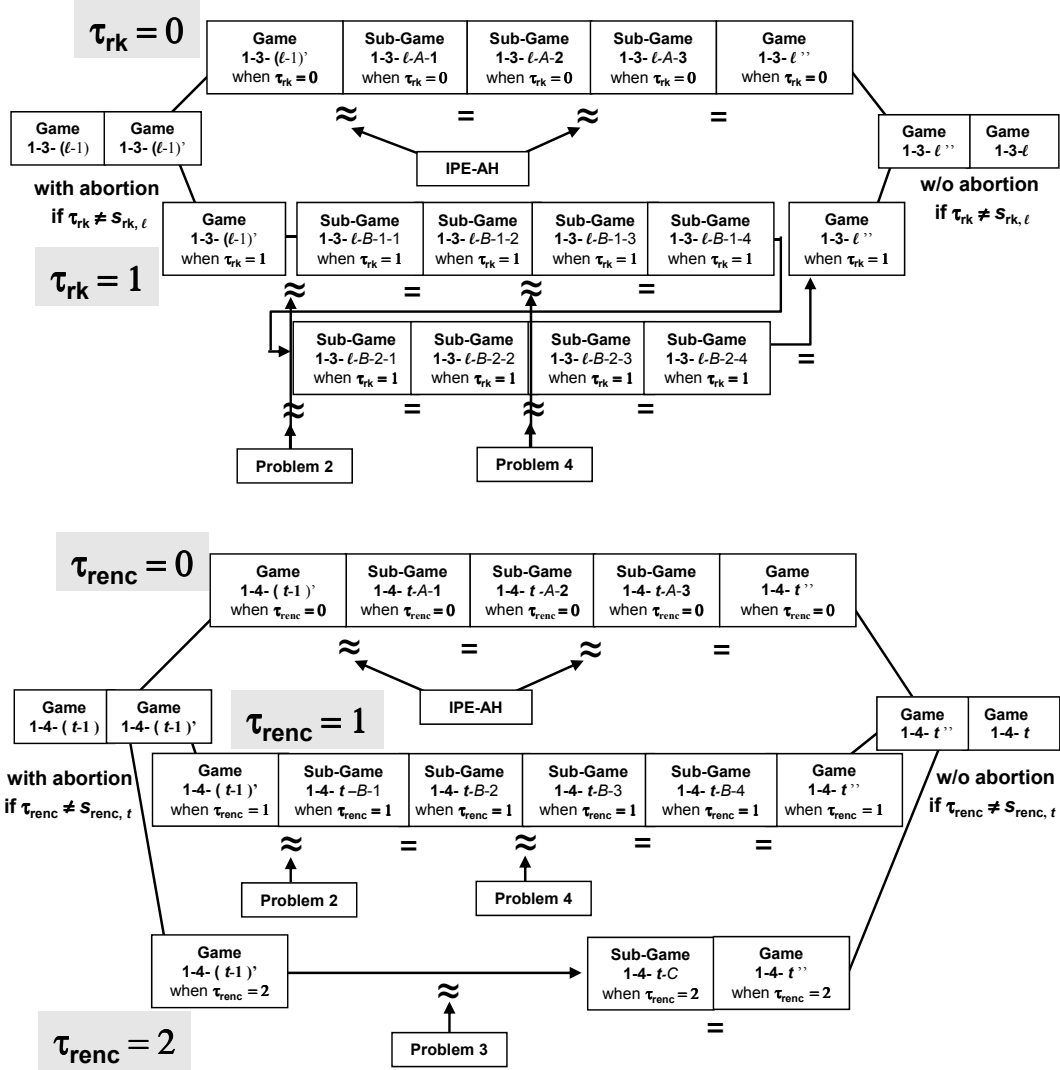 τrk = 0
Game
1-3- (ℓ-1)’
when τrk = 0
Sub-Game
1-3- ℓ-A-1
when τrk = 0
Sub-Game
1-3- ℓ-A-2
when τrk = 0
Sub-Game
1-3- ℓ-A-3
when τrk = 0
Game
1-3- ℓ ’’
when τrk = 0
≈ = ≈ =
IPE-AH
Game
1-3- (ℓ-1)
Game
1-3- (ℓ-1)’
with abortion
if τrk ≠ srk, ℓ
Game
1-3- ℓ ’’
Game
1-3-ℓ
w/o abortion
if τrk ≠ srk, ℓ
Game
1-3- (ℓ-1)’
when τrk = 1
Sub-Game
1-3- ℓ-B-1-1
when τrk = 1
Sub-Game
1-3- ℓ-B-1-2
when τrk = 1
Sub-Game
1-3- ℓ-B-1-3
when τrk = 1
Sub-Game
1-3- ℓ-B-1-4
when τrk = 1
Game
1-3- ℓ ’’
when τrk = 1
τrk = 1
≈ = ≈ =
Sub-Game
1-3- ℓ-B-2-1
when τrk = 1
Sub-Game
1-3- ℓ-B-2-2
when τrk = 1
Sub-Game
1-3- ℓ-B-2-3
when τrk = 1
Sub-Game
1-3- ℓ-B-2-4
when τrk = 1
=
≈ = ≈ =
Problem 2
Problem 4
τrenc = 0
Game
1-4- ( t-1 )’
when τrenc = 0
Sub-Game
1-4- t-A-1
when τrenc = 0
Sub-Game
1-4- t -A-2
when τrenc = 0
Sub-Game
1-4- t-A-3
when τrenc = 0
Game
1-4- t ’’
when τrenc = 0
≈ = ≈ =
IPE-AH
Game
1-4- ( t-1 )
Game
1-4- ( t-1 )’
with abortion
if τrenc ≠ srenc, t
τrenc = 1
Game
1-4- t ’’
Game
1-4- t
w/o abortion
if τrenc ≠ srenc, t
Game
1-4- ( t-1 )’
when τrenc = 1
Sub-Game
1-4- t –B-1
when τrenc = 1
Sub-Game
1-4- t-B-2
when τrenc = 1
Sub-Game
1-4- t-B-3
when τrenc = 1
Sub-Game
1-4- t-B-4
when τrenc = 1
Game
1-4- t ’’
when τrenc = 1
≈ = ≈ = =
Problem 2
Problem 4
Game
1-4- ( t-1 )’
when τrenc = 2
Sub-Game
1-4- t-C
when τrenc = 2
Game
1-4- t ’’
when τrenc = 2
≈ =
Problem 3
τrenc = 2